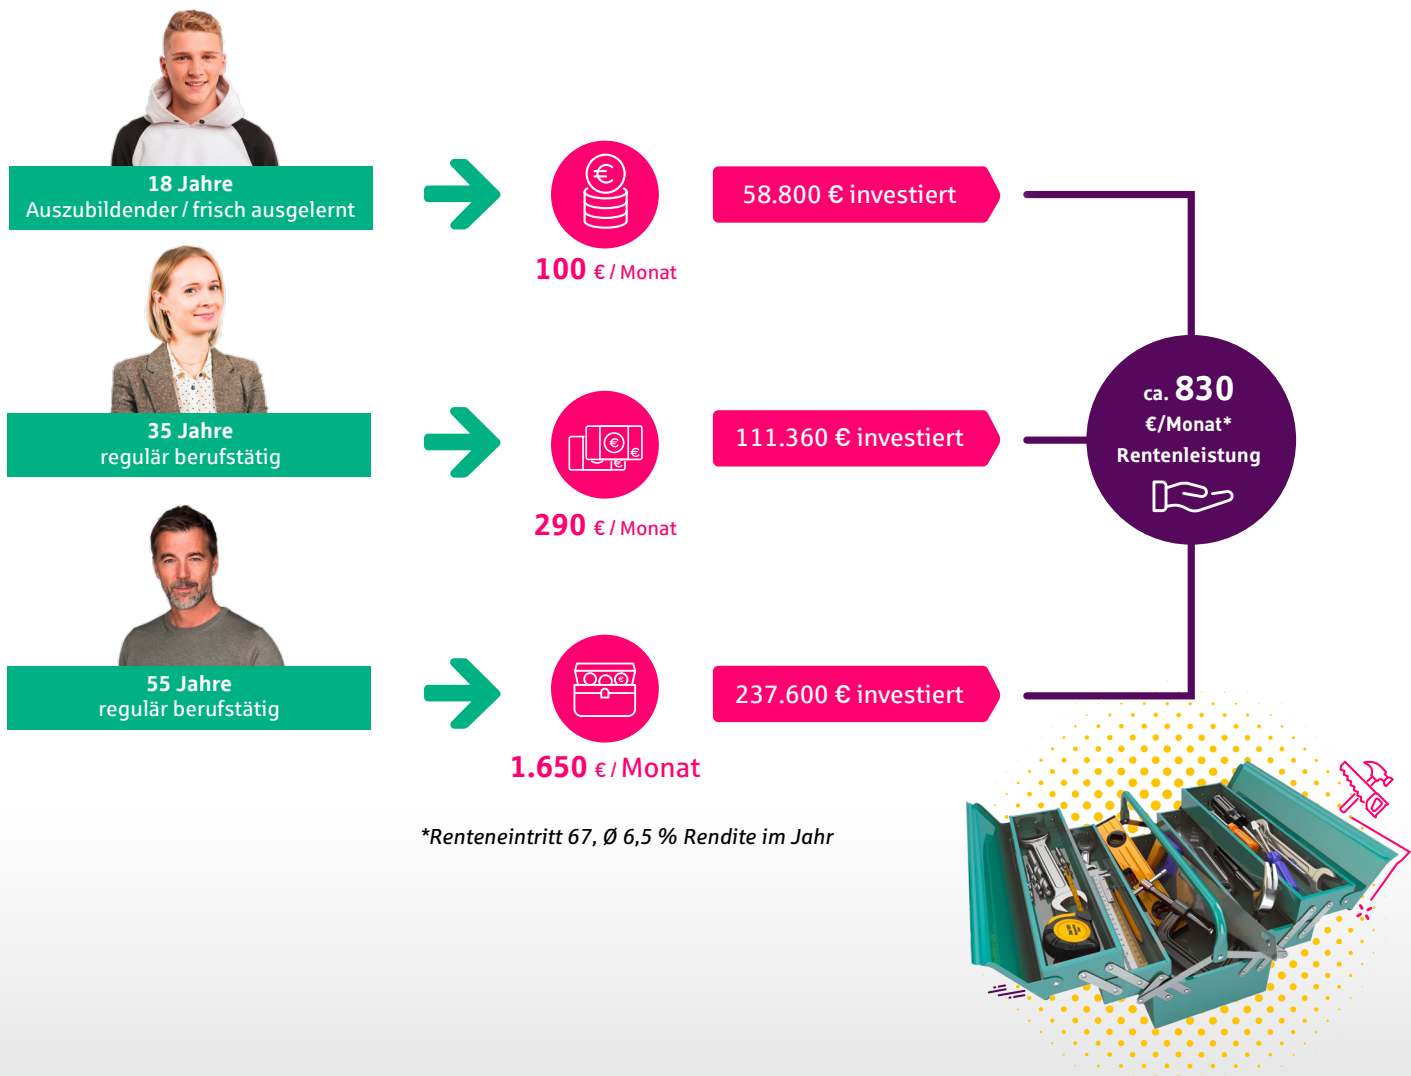 18 Jahre
Auszubildender / frisch ausgelernt
€
100 € / Monat
58.800 € investiert
35 Jahre
regulär berufstätig
€
€
€
290 € / Monat
111.360 € investiert
ca. 830
€/Monat*
Rentenleistung
55 Jahre
regulär berufstätig
€
1.650 € / Monat
237.600 € investiert
*Renteneintritt 67, Ø 6,5 % Rendite im Jahr